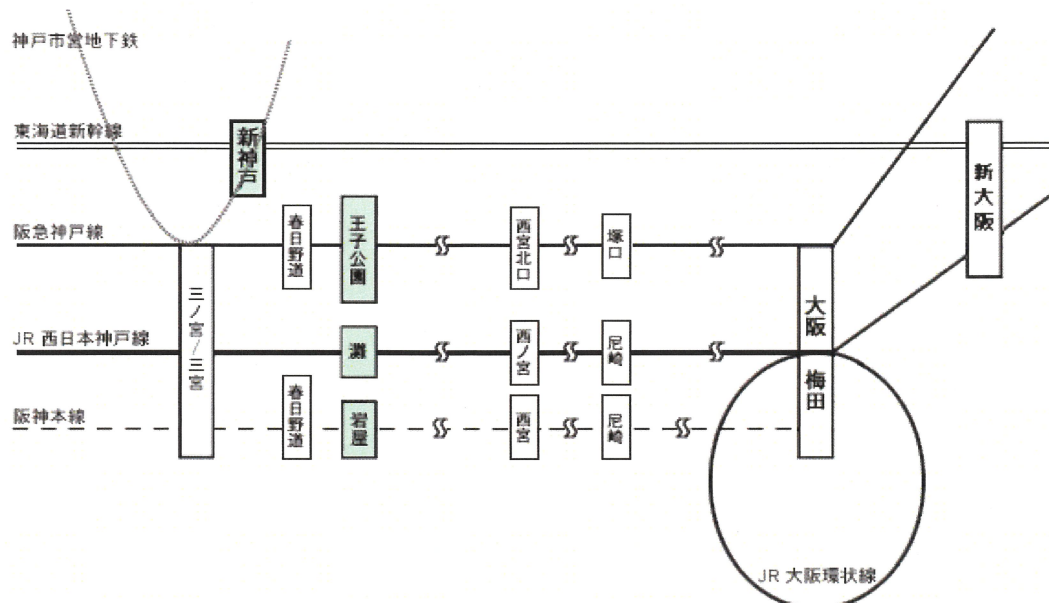 神戸市営地下鉄
東海道新幹線
新神戸
新大阪
阪急神戸線
春日野道
王子公園
西宮北口
塚口
三ノ宮/三宮
大阪
梅田
JR 西日本神戸線
灘
西ノ宮
尼崎
阪神本線
春日野道
岩屋
西宮
尼崎
JR 大阪環状線